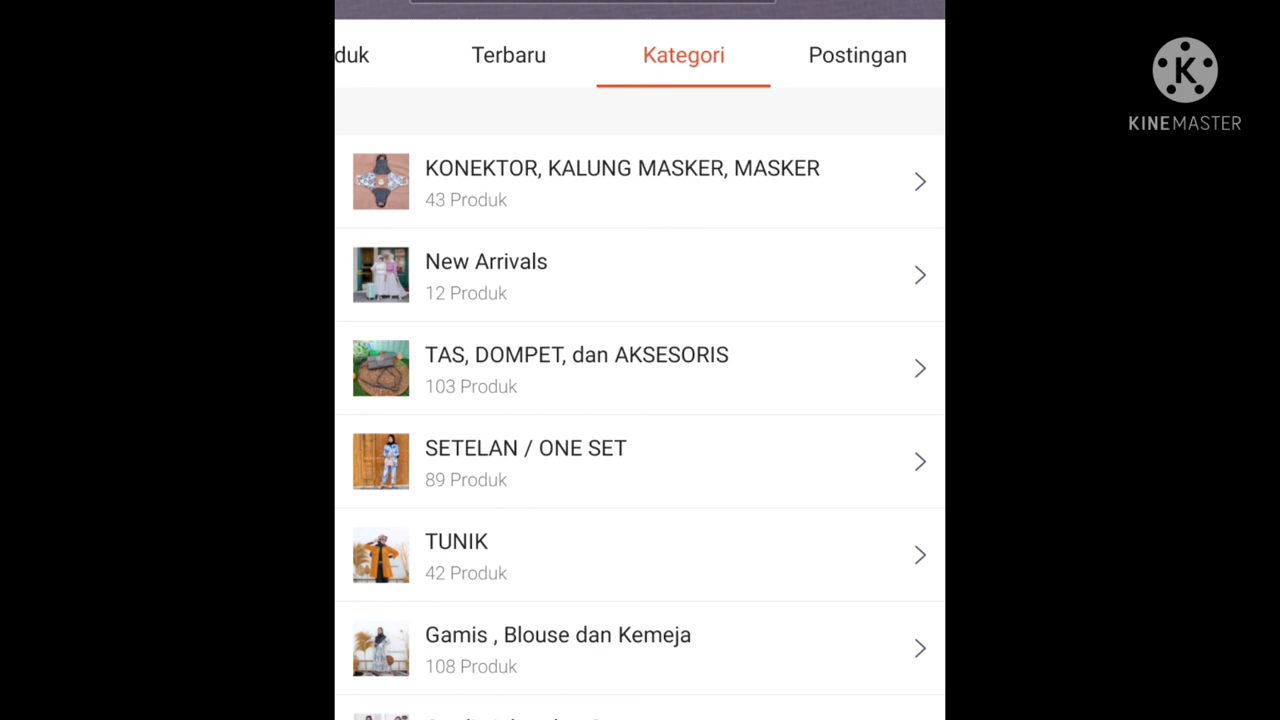 duk Terbaru Kategori Postingan
KINEMASTER
KONEKTOR, KALUNG MASKER, MASKER
43 Produk
New Arrivals
12 Produk
TAS, DOMPET, dan AKSESORIS
103 Produk
SETELAN / ONE SET
89 Produk
TUNIK
42 Produk
Gamis , Blouse dan Kemeja
108 Produk